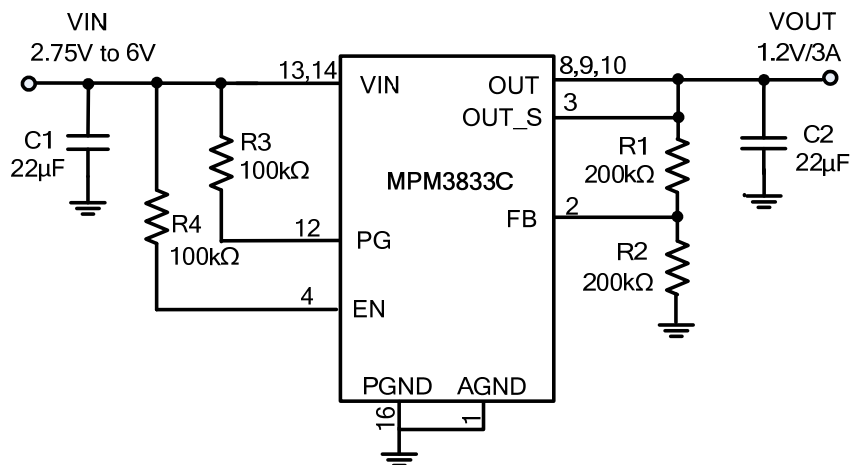 VIN
2.75V to 6V
VOUT
1.2V/3A
13,14
VIN
OUT
8,9,10
OUT_S
3
C1
22µF
R3
100kΩ
R4
100kΩ
MPM3833C
R1
200kΩ
C2
22µF
12
PG
FB
2
R2
200kΩ
4
EN
PGND
AGND
16
1